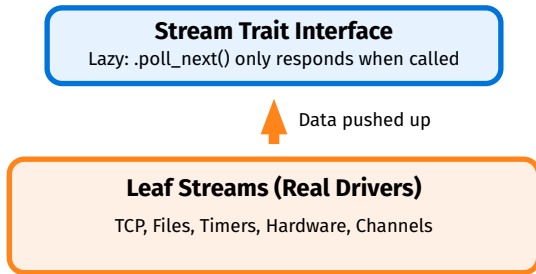 Stream Trait Interface
Lazy: .poll_next() only responds when called
Data pushed up
Leaf Streams (Real Drivers)
TCP, Files, Timers, Hardware, Channels